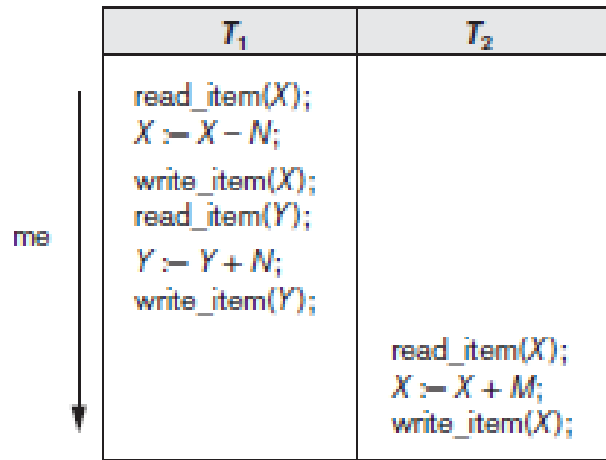 T1 T2
read_item(X);
X := X – N;
write_item(X);
read_item(Y);
me
Y := Y + N;
write_item(Y);
read_item(X);
X := X + M;
write_item(X);